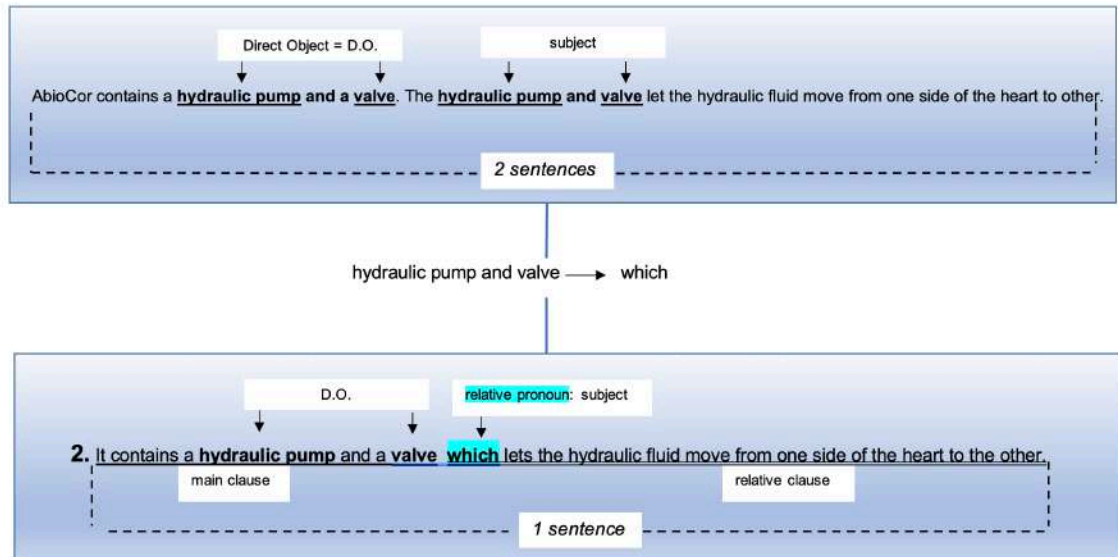 Direct Object = D.O.
subject
AbioCor contains a hydraulic pump and a valve. The hydraulic pump and valve let the hydraulic fluid move from one side of the heart to other.
2 sentences
hydraulic pump and valve → which
D.O.
relative pronoun: subject
2. It contains a hydraulic pump and a valve which lets the hydraulic fluid move from one side of the heart to the other.
main clause
relative clause
1 sentence